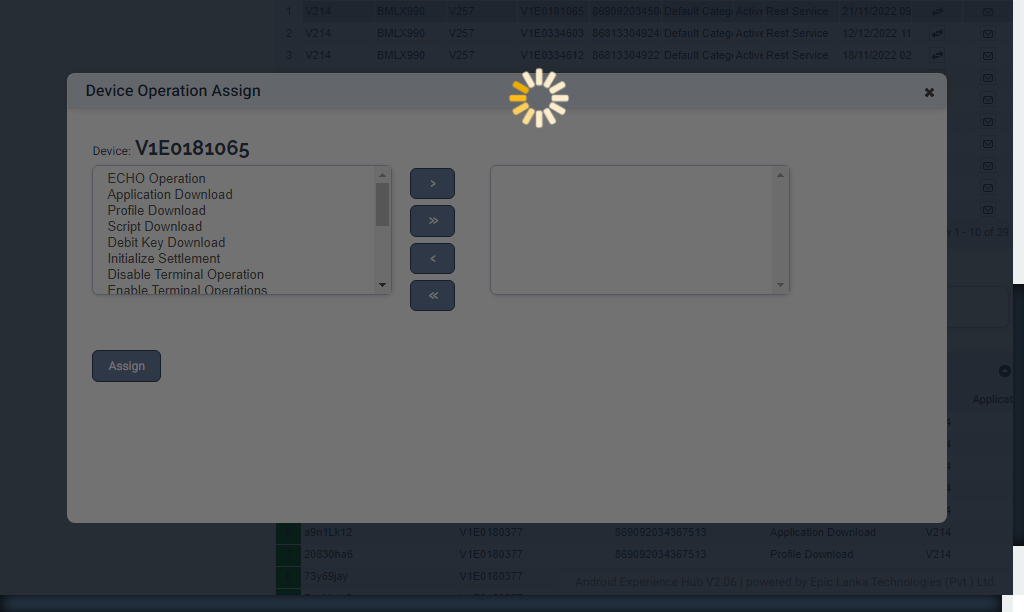 1 V214 BMLX990 V257 V1E0181065 86909203450 Default Categ Active Rest Service 21/11/2022 09
2 V214 BMLX990 V257 V1E0334603 86813304924 Default Categ Active Rest Service 12/12/2022 11
3 V214 BMLX990 V257 V1E0334612 86813304922 Default Categ Active Rest Service 18/11/2022 02
Device Operation Assign
Device: V1E0181065
ECHO Operation
Application Download
Profile Download
Script Download
Debit Key Download
Initialize Settlement
Disable Terminal Operation
Enable Terminal Operations
>
»
<
«
1 - 10 of 39
Assign
Applicat
a9n1Lk12 V1E0180377 869092034367513 Application Download V214
20830ha6 V1E0180377 869092034367513 Profile Download V214
73y69jay V1E0180377
Android Experience Hub V2.06 | powered by Epic Lanka Technologies (Pvt.) Ltd.